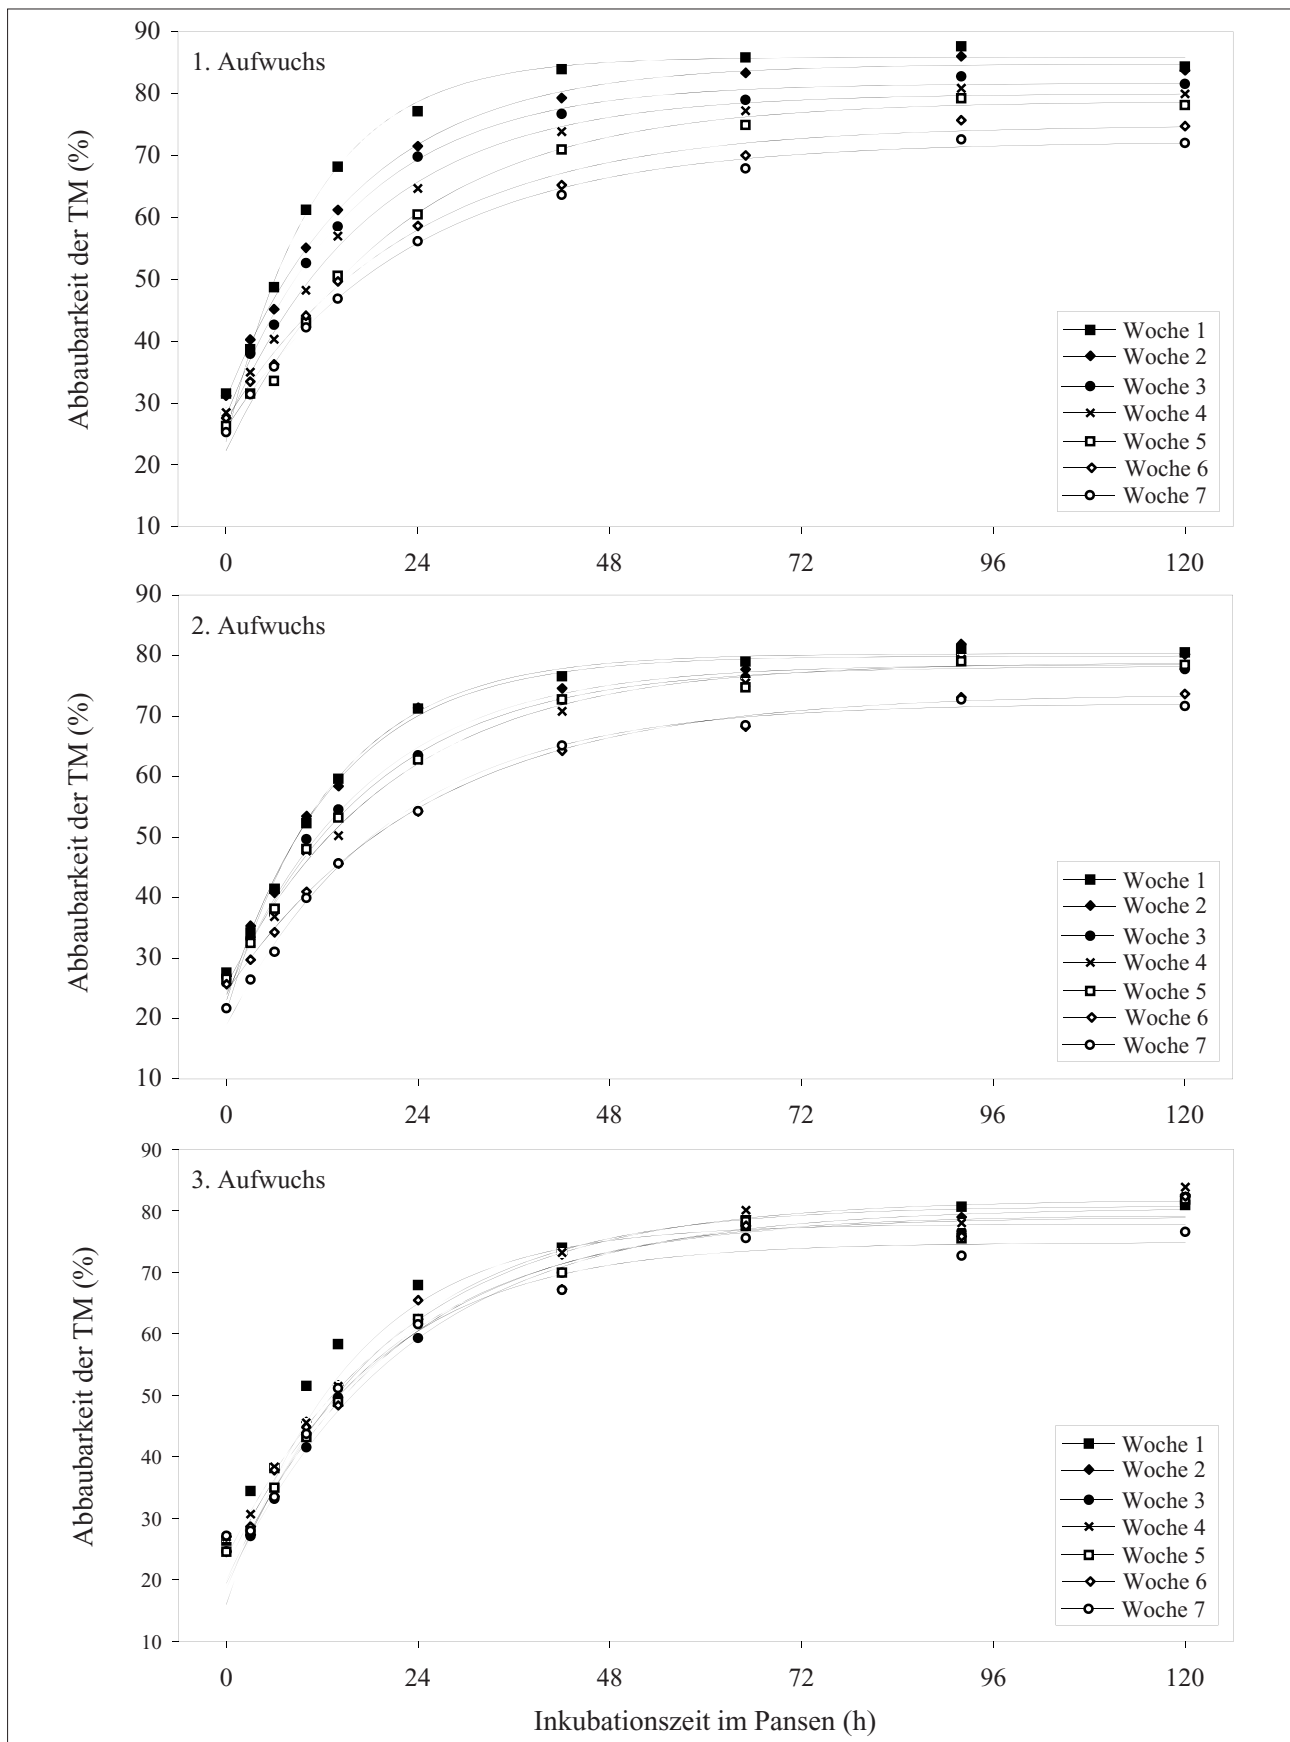 1. Aufwuchs
Abbaubarkeit der TM (%)
90
80
70
60
50
40
30
20
10
Woche 1
Woche 2
Woche 3
Woche 4
Woche 5
Woche 6
Woche 7
0 24 48 72 96 120
2. Aufwuchs
Abbaubarkeit der TM (%)
90
80
70
60
50
40
30
20
10
Woche 1
Woche 2
Woche 3
Woche 4
Woche 5
Woche 6
Woche 7
0 24 48 72 96 120
3. Aufwuchs
Abbaubarkeit der TM (%)
90
80
70
60
50
40
30
20
10
Woche 1
Woche 2
Woche 3
Woche 4
Woche 5
Woche 6
Woche 7
0 24 48 72 96 120
Inkubationszeit im Pansen (h)